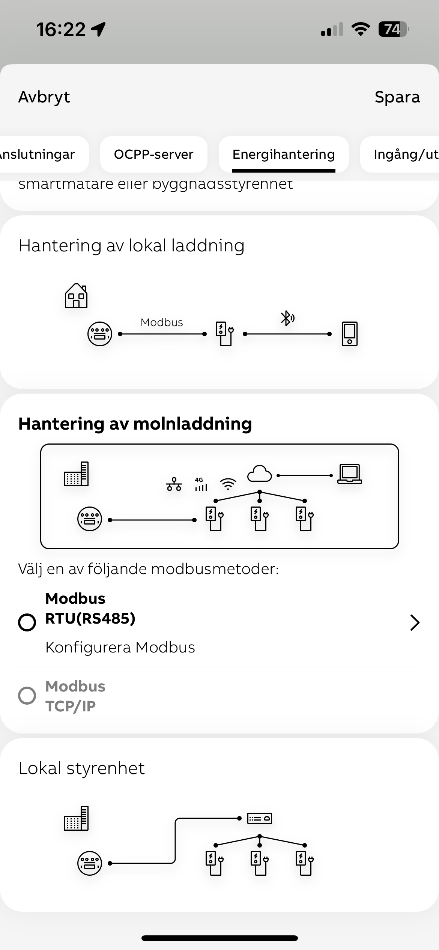 16:22
74
Avbryt
Spara
nslutningar
OCPP-server
Energihantering
Ingång/ut
smartmätare eller byggnadsstyrenhet
Hantering av lokal laddning
Modbus
Hantering av molnladdning
4G
Välj en av följande modbusmetoder:
Modbus
RTU(RS485)
Konfigurera Modbus
Modbus
TCP/IP
Lokal styrenhet